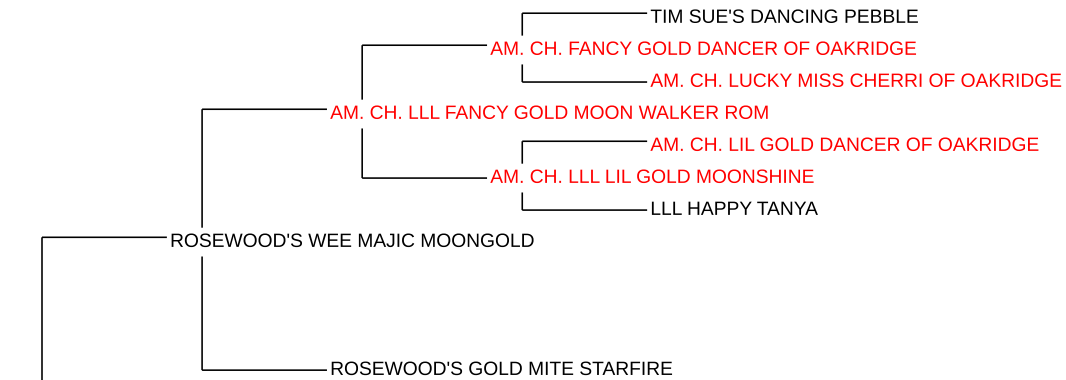 TIM SUE'S DANCING PEBBLE
AM. CH. FANCY GOLD DANCER OF OAKRIDGE
AM. CH. LUCKY MISS CHERRI OF OAKRIDGE
AM. CH. LLL FANCY GOLD MOON WALKER ROM
AM. CH. LIL GOLD DANCER OF OAKRIDGE
AM. CH. LLL LIL GOLD MOONSHINE
LLL HAPPY TANYA
ROSEWOOD'S WEE MAJIC MOONGOLD
ROSEWOOD'S GOLD MITE STARFIRE